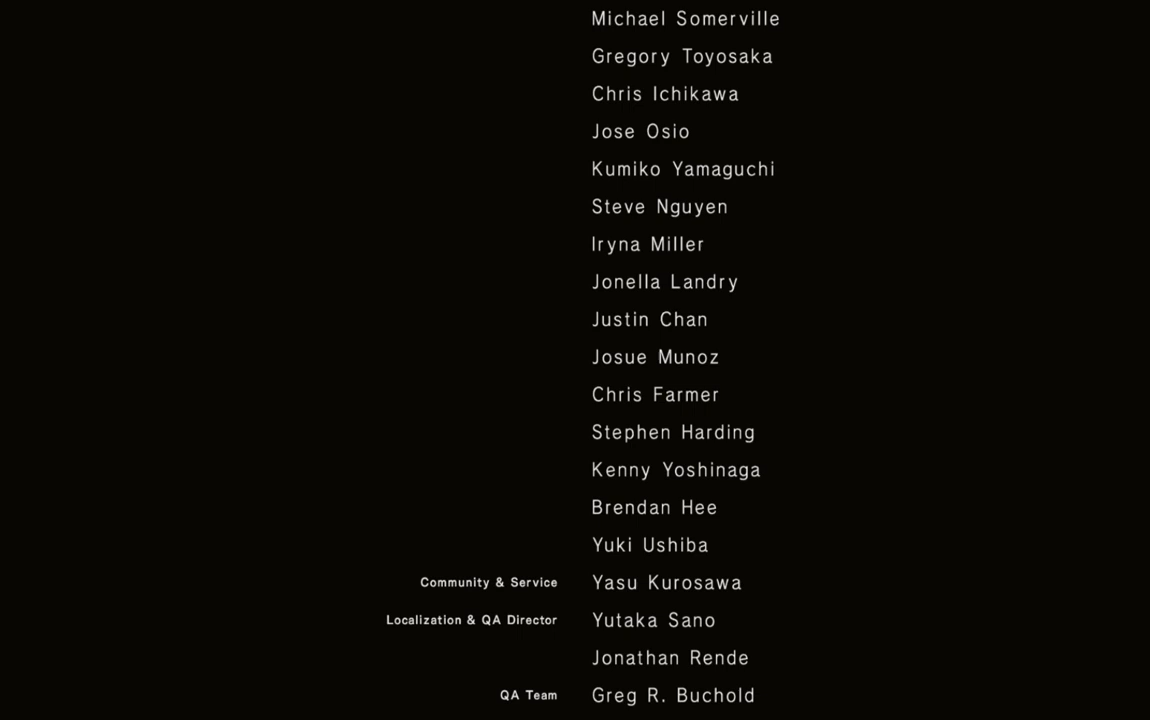 Michael Somerville
Gregory Toyosaka
Chris Ichikawa
Jose Osio
Kumiko Yamaguchi
Steve Nguyen
Iryna Miller
Jonella Landry
Justin Chan
Josue Munoz
Chris Farmer
Stephen Harding
Kenny Yoshinaga
Brendan Hee
Yuki Ushiba
Community & Service Yasu Kurosawa
Localization & QA Director Yutaka Sano
Jonathan Rende
QA Team Greg R. Buchold